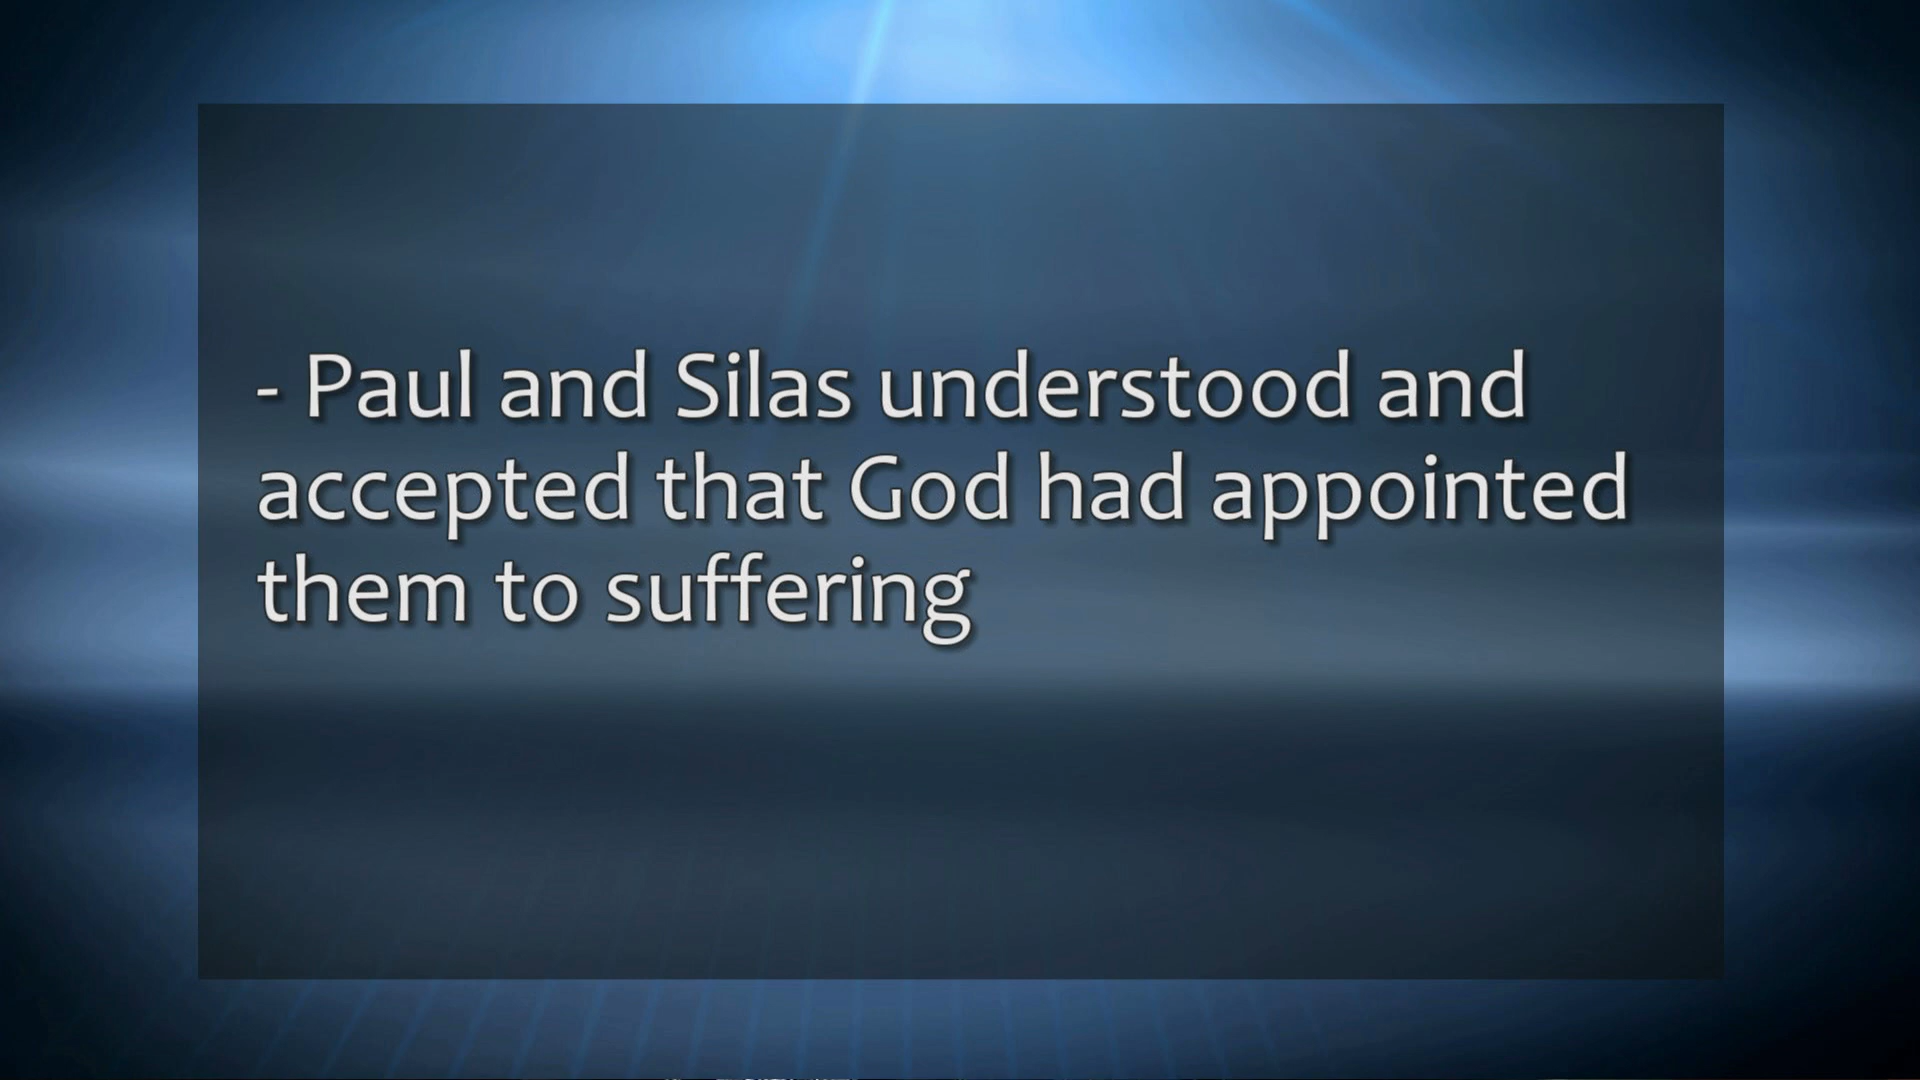 - Paul and Silas understood and
accepted that God had appointed
them to suffering